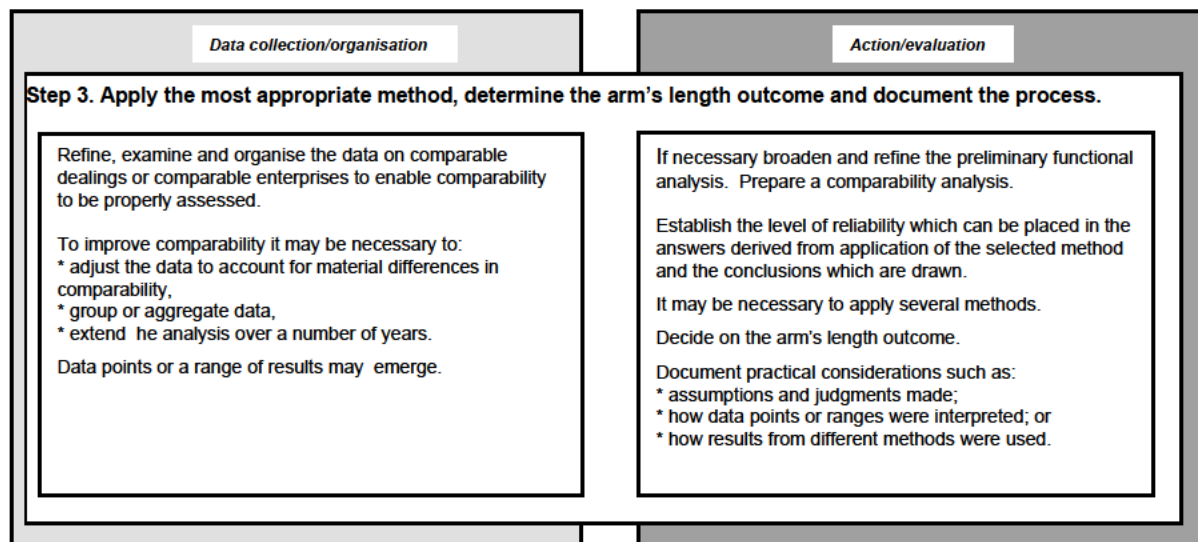 Data collection/organisation
Action/evaluation
Step 3. Apply the most appropriate method, determine the arm's length outcome and document the process.
Refine, examine and organise the data on comparable
dealings or comparable enterprises to enable comparability
to be properly assessed.
To improve comparability it may be necessary to:
* adjust the data to account for material differences in
comparability,
* group or aggregate data,
* extend he analysis over a number of years.
Data points or a range of results may emerge.
If necessary broaden and refine the preliminary functional
analysis. Prepare a comparability analysis.
Establish the level of reliability which can be placed in the
answers derived from application of the selected method
and the conclusions which are drawn.
It may be necessary to apply several methods.
Decide on the arm's length outcome.
Document practical considerations such as:
* assumptions and judgments made;
* how data points or ranges were interpreted; or
* how results from different methods were used.